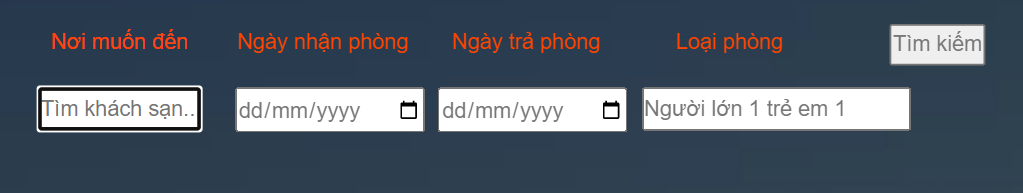 Nơi muốn đến Ngày nhận phòng Ngày trả phòng Loại phòng Tìm kiếm
Tìm khách sạn.. dd/mm/yyyy dd/mm/yyyy Người lớn 1 trẻ em 1